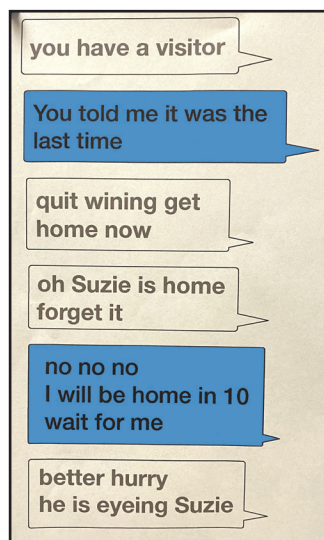 you have a visitor
You told me it was the
last time
quit wining get
home now
oh Suzie is home
forget it
no no no
I will be home in 10
wait for me
better hurry
he is eyeing Suzie